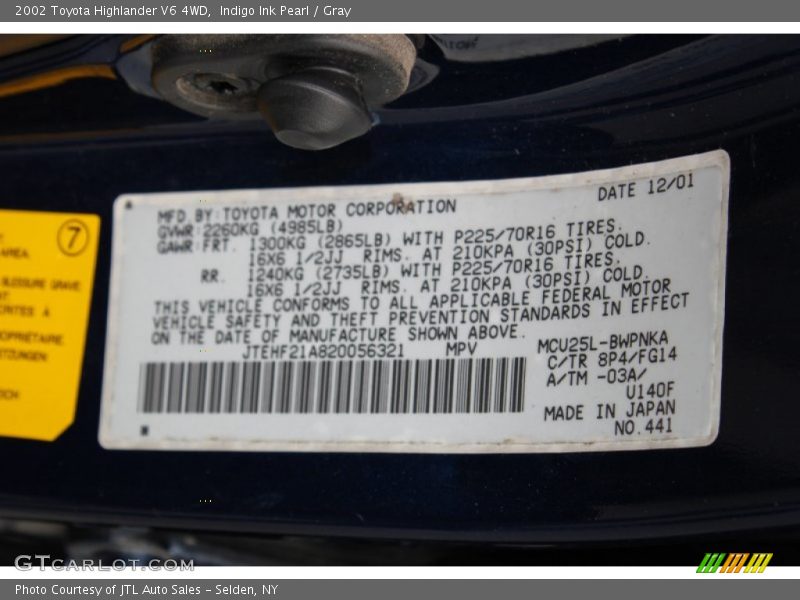 2002 Toyota Highlander V6 4WD, Indigo Ink Pearl / Gray
DATE 12/01
MFD. BY: TOYOTA MOTOR CORPORATION
GVWR: 2260KG (4985LB)
GAWR: FRT. 1300KG (2865LB) WITH P225/70R16 TIRES.
16X6 1/2JJ RIMS. AT 210KPA (30PSI) COLD.
RR. 1240KG (2735LB) WITH P225/70R16 TIRES.
16X6 1/2JJ RIMS. AT 210KPA (30PSI) COLD.
THIS VEHICLE CONFORMS TO ALL APPLICABLE FEDERAL MOTOR
VEHICLE SAFETY AND THEFT PREVENTION STANDARDS IN EFFECT
ON THE DATE OF MANUFACTURE SHOWN ABOVE.
JTEHF21A820056321 MPV
MCU25L-BWPNKA
C/TR 8P4/FG14
A/TM -03A/
U140F
MADE IN JAPAN
NO. 441
7
AREA.
GTCARLOT.COM
Photo Courtesy of JTL Auto Sales - Selden, NY